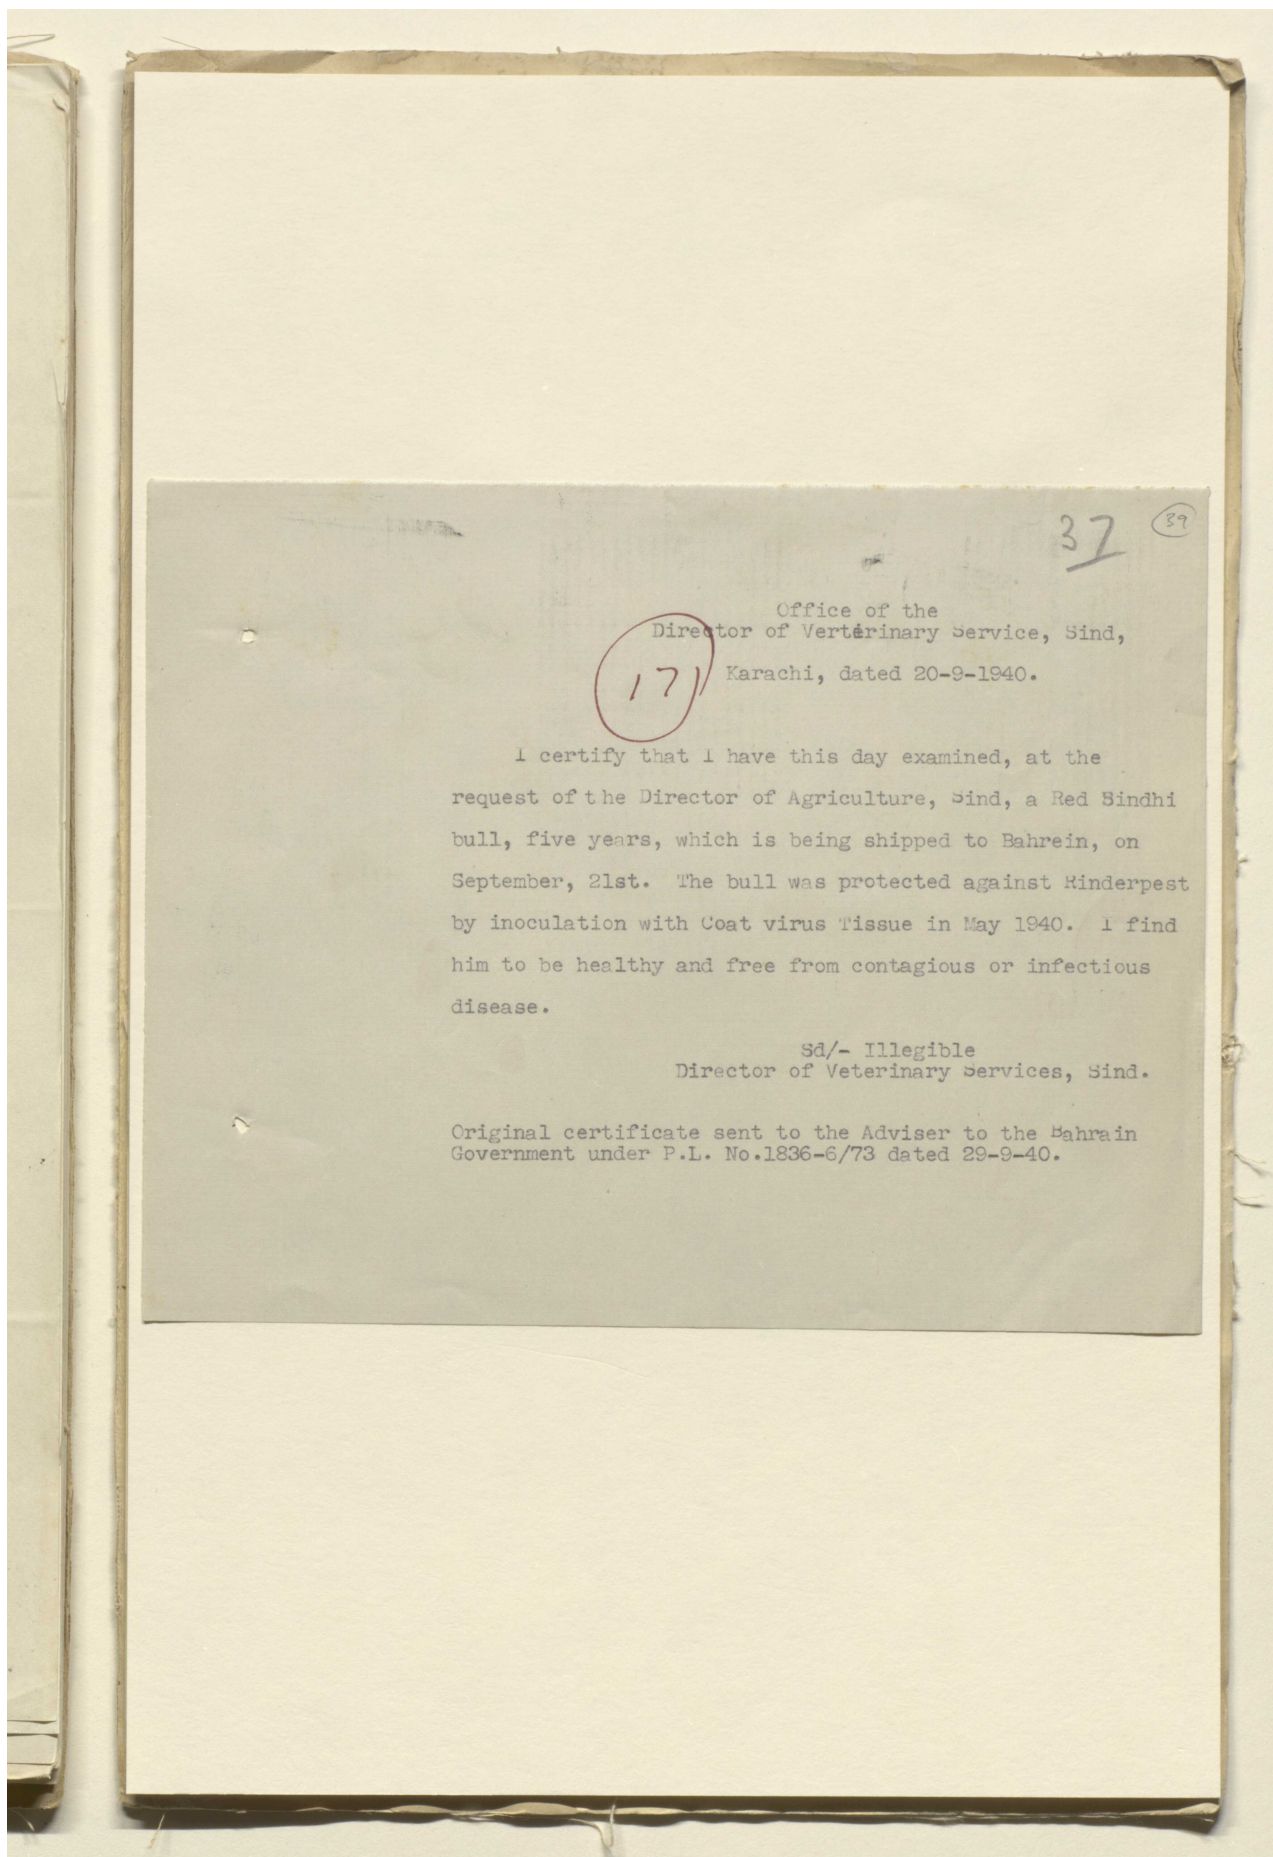 37
39
Office of the
Director of Verterinary Service, Sind,
17)
Karachi, dated 20-9-1940.
I certify that I have this day examined, at the
request of the Director of Agriculture, Sind, a Red Sindhi
bull, five years, which is being shipped to Bahrein, on
September, 21st. The bull was protected against Rinderpest
by inoculation with Coat virus Tissue in May 1940. I find
him to be healthy and free from contagious or infectious
disease.
Sd/- Illegible
Director of Veterinary Services, Sind.
Original certificate sent to the Adviser to the Bahrain
Government under P.L. No.1836-6/73 dated 29-9-40.